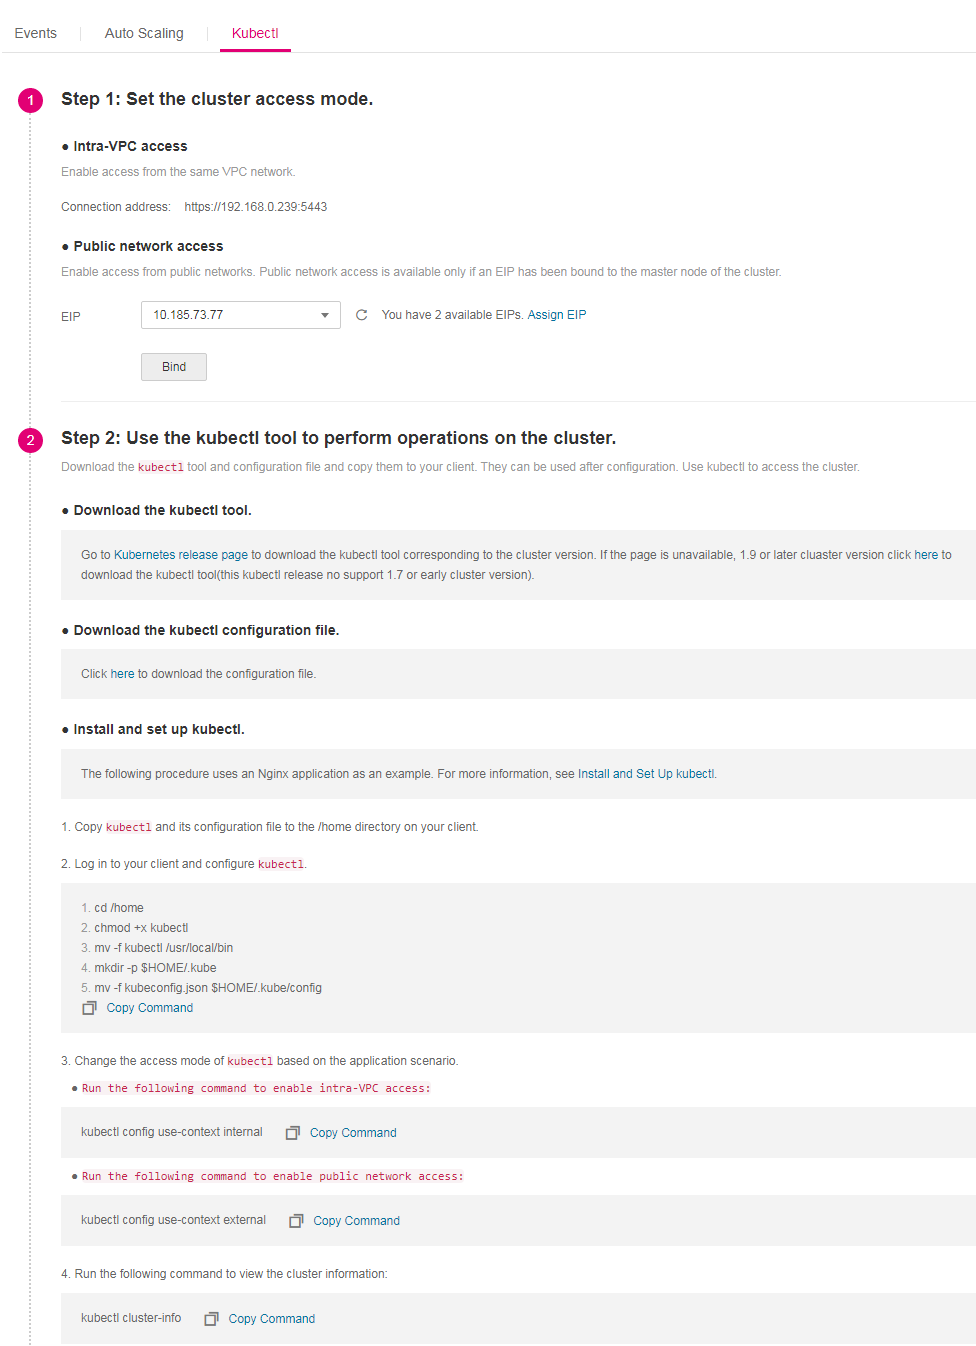 Events
Auto Scaling
Kubectl
1
Step 1: Set the cluster access mode.
● Intra-VPC access
Enable access from the same VPC network.
Connection address: https://192.168.0.239:5443
● Public network access
Enable access from public networks. Public network access is available only if an EIP has been bound to the master node of the cluster.
EIP
10.185.73.77
You have 2 available EIPs. Assign EIP
Bind
2
Step 2: Use the kubectl tool to perform operations on the cluster.
Download the kubectl tool and configuration file and copy them to your client. They can be used after configuration. Use kubectl to access the cluster.
● Download the kubectl tool.
Go to Kubernetes release page to download the kubectl tool corresponding to the cluster version. If the page is unavailable, 1.9 or later cluaster version click here to
download the kubectl tool(this kubectl release no support 1.7 or early cluster version).
● Download the kubectl configuration file.
Click here to download the configuration file.
● Install and set up kubectl.
The following procedure uses an Nginx application as an example. For more information, see Install and Set Up kubectl.
1. Copy kubectl and its configuration file to the /home directory on your client.
2. Log in to your client and configure kubectl.
1. cd /home
2. chmod +x kubectl
3. mv -f kubectl /usr/local/bin
4. mkdir -p $HOME/.kube
5. mv -f kubeconfig.json $HOME/.kube/config
Copy Command
3. Change the access mode of kubectl based on the application scenario.
● Run the following command to enable intra-VPC access:
kubectl config use-context internal Copy Command
● Run the following command to enable public network access:
kubectl config use-context external Copy Command
4. Run the following command to view the cluster information:
kubectl cluster-info Copy Command